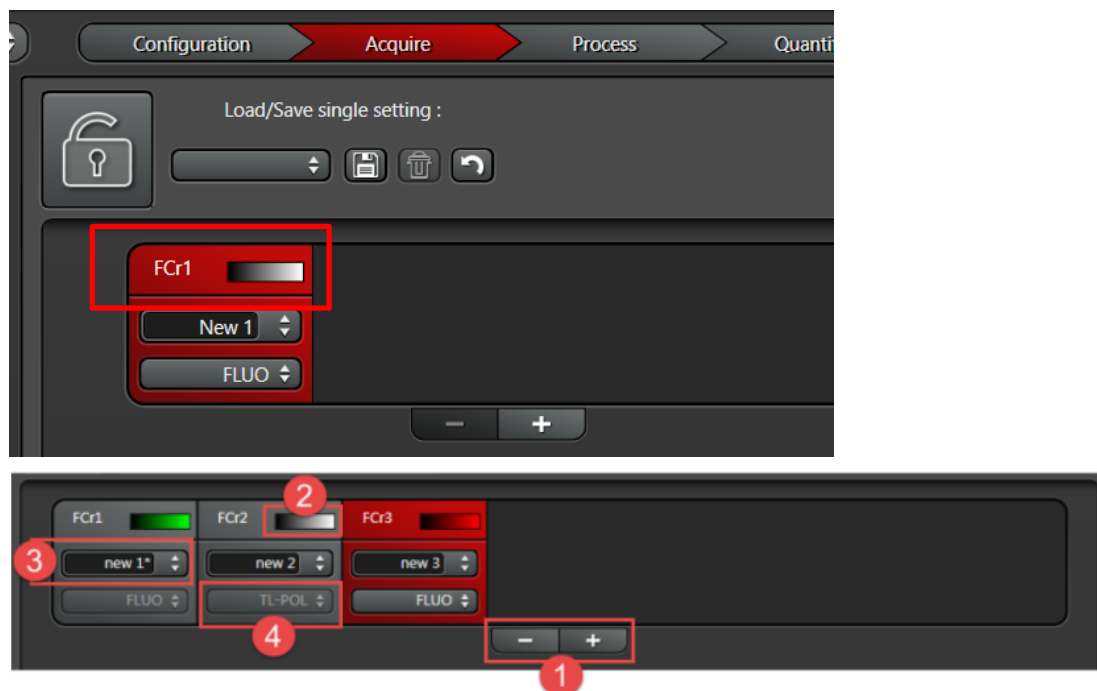 Configuration Acquire Process Quanti
Load/Save single setting :
FCr1
New 1
FLUO
- +
2
FCr1 FCr2 FCr3
3 new 1* new 2 new 3
FLUO TL-POL FLUO
4
- +
1